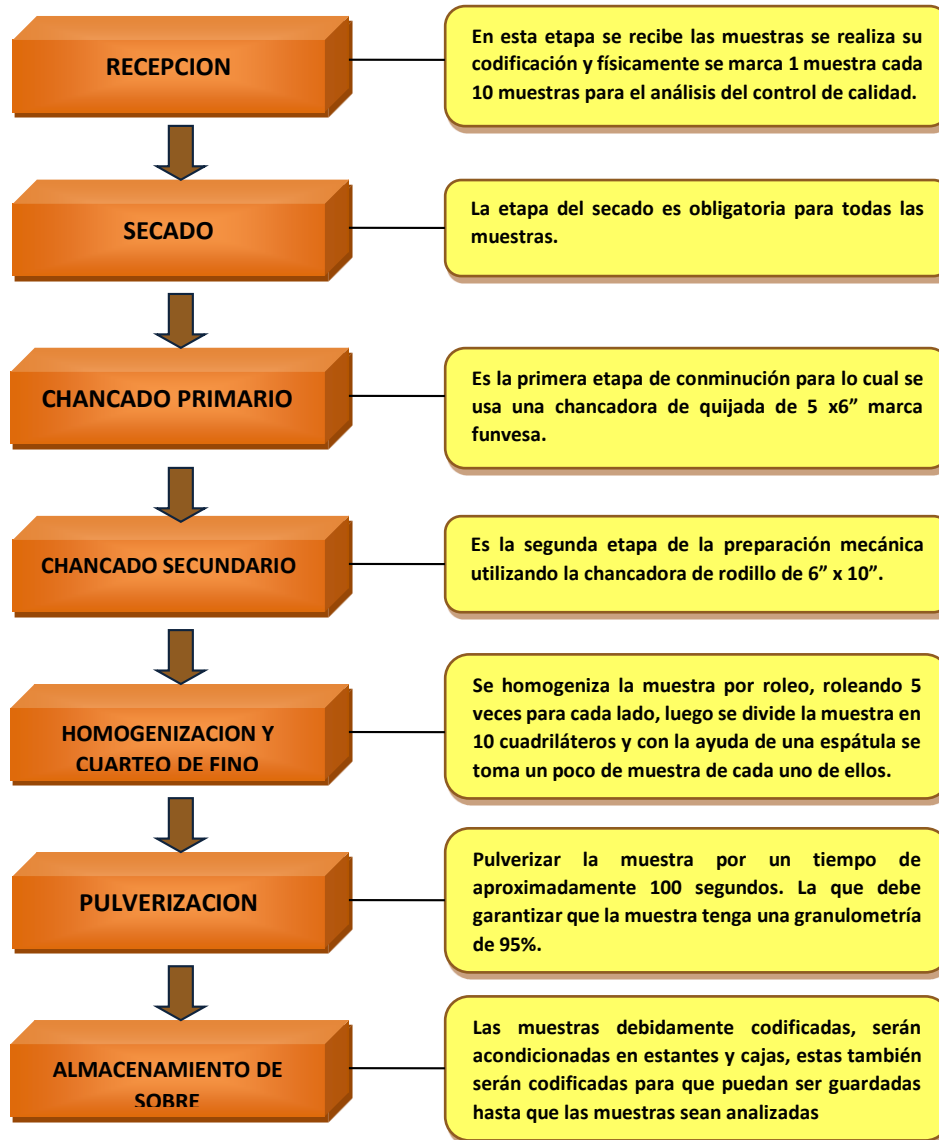 RECEPCION
En esta etapa se recibe las muestras se realiza su
codificación y físicamente se marca 1 muestra cada
10 muestras para el análisis del control de calidad.
SECADO
La etapa del secado es obligatoria para todas las
muestras.
CHANCADO PRIMARIO
Es la primera etapa de conminución para lo cual se
usa una chancadora de quijada de 5 x6” marca
funvesa.
CHANCADO SECUNDARIO
Es la segunda etapa de la preparación mecánica
utilizando la chancadora de rodillo de 6” x 10”.
HOMOGENIZACION Y
CUARTEO DE FINO
Se homogeniza la muestra por roleo, roleando 5
veces para cada lado, luego se divide la muestra en
10 cuadriláteros y con la ayuda de una espátula se
toma un poco de muestra de cada uno de ellos.
PULVERIZACION
Pulverizar la muestra por un tiempo de
aproximadamente 100 segundos. La que debe
garantizar que la muestra tenga una granulometría
de 95%.
ALMACENAMIENTO DE
SOBRE
Las muestras debidamente codificadas, serán
acondicionadas en estantes y cajas, estas también
serán codificadas para que puedan ser guardadas
hasta que las muestras sean analizadas